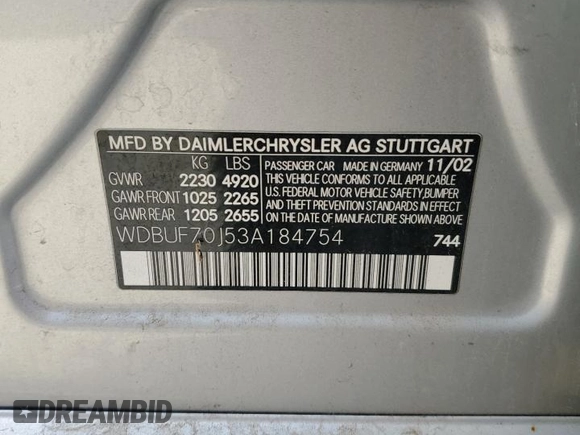 MFD BY DAIMLERCHRYSLER AG STUTTGART
KG LBS
GVWR 2230 4920
GAWR FRONT 1025 2265
GAWR REAR 1205 2655
PASSENGER CAR MADE IN GERMANY 11/02
THIS VEHICLE CONFORMS TO ALL APPLICABLE
U.S. FEDERAL MOTOR VEHICLE SAFETY,BUMPER
AND THEFT PREVENTION STANDARDS IN EFFECT
ON THE DATE OF MANUFACTURE SHOWN ABOVE.
WDBUF70J53A184754
744
DREAMBID